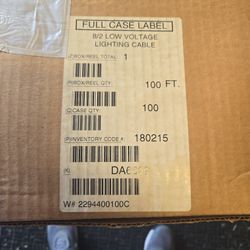 FULL CASE LABEL
8/2 LOW VOLTAGE
LIGHTING CABLE
(Z)BOX/REEL TOTAL: 1
(R)BOX/REEL QTY: 100 FT.
(Q)CASE QTY: 100
(P)INVENTORY CODE #: 180215
W# 2294400100C